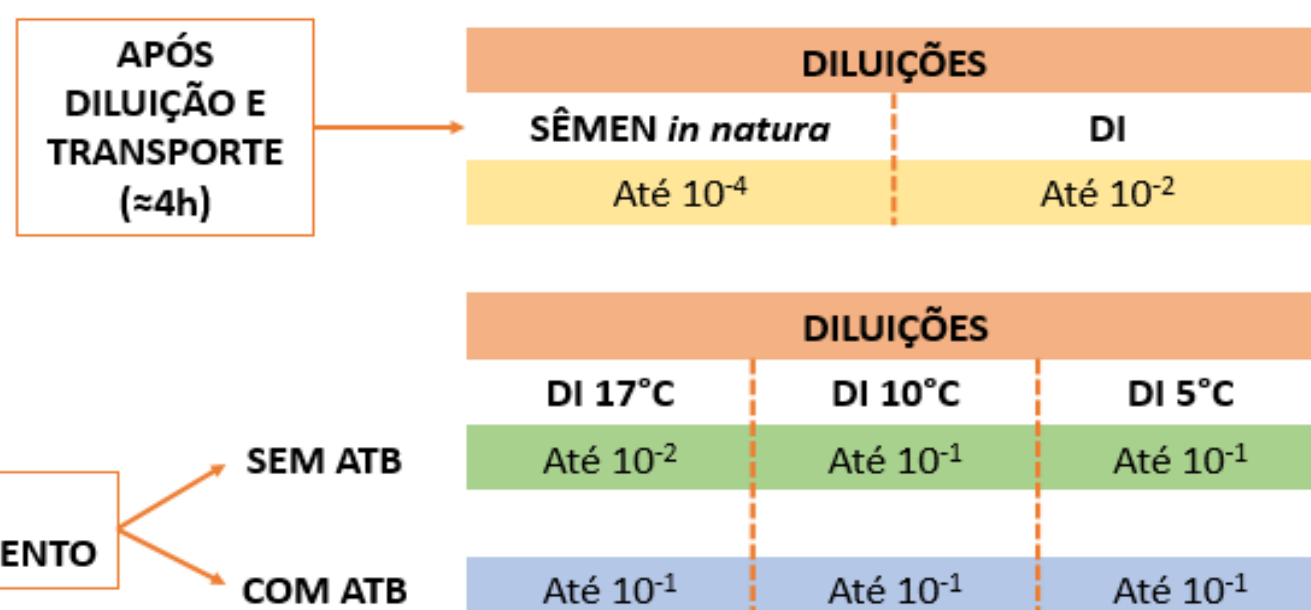 APÓS
DILUIÇÃO E
TRANSPORTE
(≈4h)
DILUIÇÕES
SÊMEN in natura DI
Até 10⁻⁴ Até 10⁻²
DILUIÇÕES
DI 17°C DI 10°C DI 5°C
SEM ATB Até 10⁻² Até 10⁻¹ Até 10⁻¹
ENTO
COM ATB Até 10⁻¹ Até 10⁻¹ Até 10⁻¹